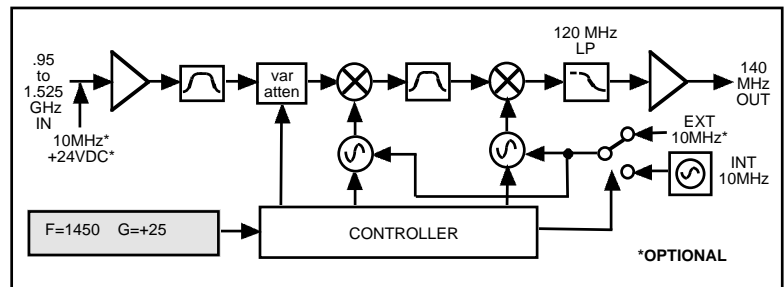 .95
to
1.525
GHz
IN
10MHz*
+24VDC*
var
atten
120 MHz
LP
140
MHz
OUT
EXT
10MHz*
INT
10MHz
F=1450 G=+25
CONTROLLER
*OPTIONAL